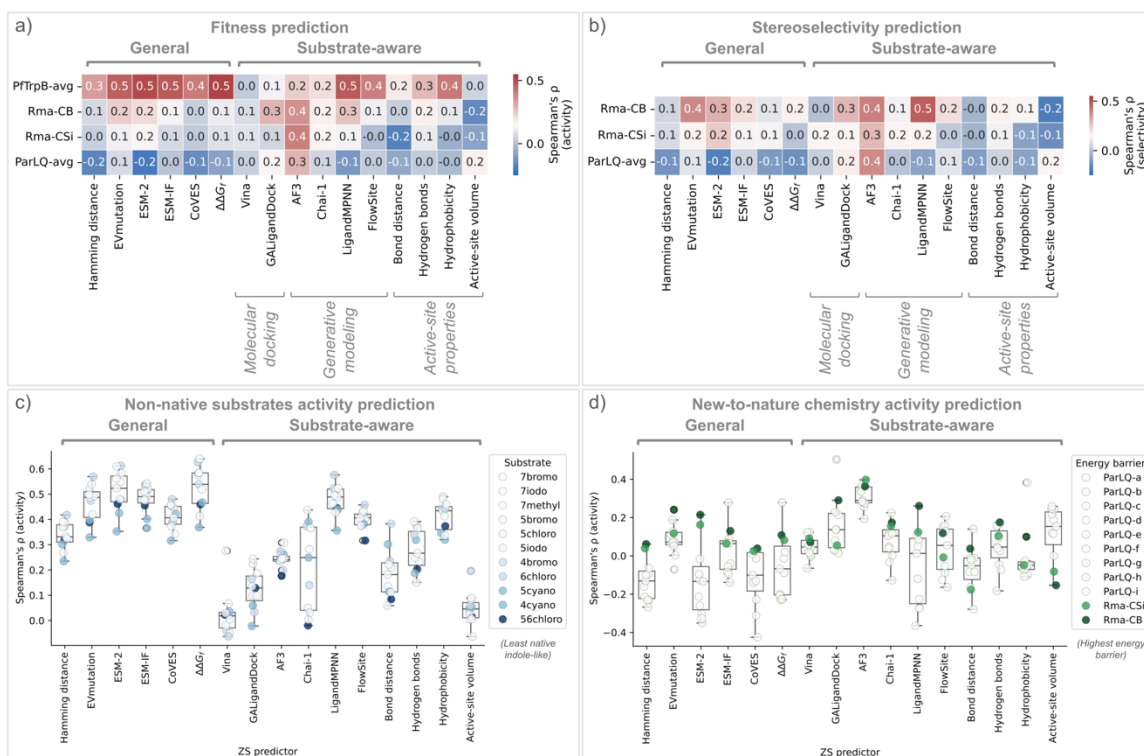 a)
Fitness prediction
General
Substrate-aware
PfTrpB-avg
0.3 0.5 0.5 0.5 0.4 0.5 0.0 0.1 0.2 0.2 0.5 0.4 0.2 0.3 0.4 0.0
Rma-CB
0.1 0.2 0.2 0.1 0.0 0.1 0.1 0.3 0.4 0.2 0.3 0.1 0.0 0.2 0.1 -0.2
Rma-CSi
0.0 0.1 0.1 0.1 0.0 0.1 0.1 0.1 0.4 0.2 0.1 -0.0 -0.2 0.1 -0.0 -0.1
ParLQ-avg
-0.2 0.1 -0.2 0.0 -0.1 -0.1 0.0 0.2 0.3 0.1 -0.1 0.0 -0.1 0.0 -0.0 0.2
Hamming distance
EVmutation
ESM-2
ESM-IF
CoVES
ΔΔGf
Vina
GALigandDock
AF3
Chai-1
LigandMPNN
FlowSite
Bond distance
Hydrogen bonds
Hydrophobicity
Active-site volume
Molecular
docking
Generative
modeling
Active-site
properties
0.5
0.0
Spearman's ρ
(activity)
b)
Stereoselectivity prediction
General
Substrate-aware
Rma-CB
0.1 0.4 0.3 0.2 0.1 0.2 0.0 0.3 0.4 0.1 0.5 0.2 -0.0 0.2 0.1 -0.2
Rma-CSi
0.1 0.1 0.2 0.1 0.1 0.0 0.2 0.1 0.3 0.2 0.1 0.1 -0.0 0.1 -0.1 -0.1
ParLQ-avg
-0.1 0.1 -0.2 0.0 -0.1 -0.1 0.0 0.2 0.4 0.1 -0.1 0.1 -0.1 0.0 -0.0 0.2
Hamming distance
EVmutation
ESM-2
ESM-IF
CoVES
ΔΔGf
Vina
GALigandDock
AF3
Chai-1
LigandMPNN
FlowSite
Bond distance
Hydrogen bonds
Hydrophobicity
Active-site volume
Molecular
docking
Generative
modeling
Active-site
properties
0.5
0.0
Spearman's ρ
c)
Non-native substrates activity prediction
General
Substrate-aware
Spearman's ρ (activity)
0.6
0.5
0.4
0.3
0.2
0.1
0.0
Hamming distance
EVmutation
ESM-2
ESM-IF
CoVES
ΔΔGf
Vina
GALigandDock
AF3
Chai-1
LigandMPNN
FlowSite
Bond distance
Hydrogen bonds
Hydrophobicity
Active-site volume
ZS predictor
Substrate
7bromo
7iodo
7methyl
5bromo
5chloro
5iodo
4bromo
6chloro
5cyano
4cyano
56chloro
(Least native
indole-like)
d)
New-to-nature chemistry activity prediction
General
Substrate-aware
Spearman's ρ (activity)
0.4
0.2
0.0
−0.2
−0.4
Hamming distance
EVmutation
ESM-2
ESM-IF
CoVES
ΔΔGf
Vina
GALigandDock
AF3
Chai-1
LigandMPNN
FlowSite
Bond distance
Hydrogen bonds
Hydrophobicity
Active-site volume
ZS predictor
Energy barrier
ParLQ-a
ParLQ-b
ParLQ-c
ParLQ-d
ParLQ-e
ParLQ-f
ParLQ-g
ParLQ-h
ParLQ-i
Rma-CSi
Rma-CB
(Highest energy
barrier)